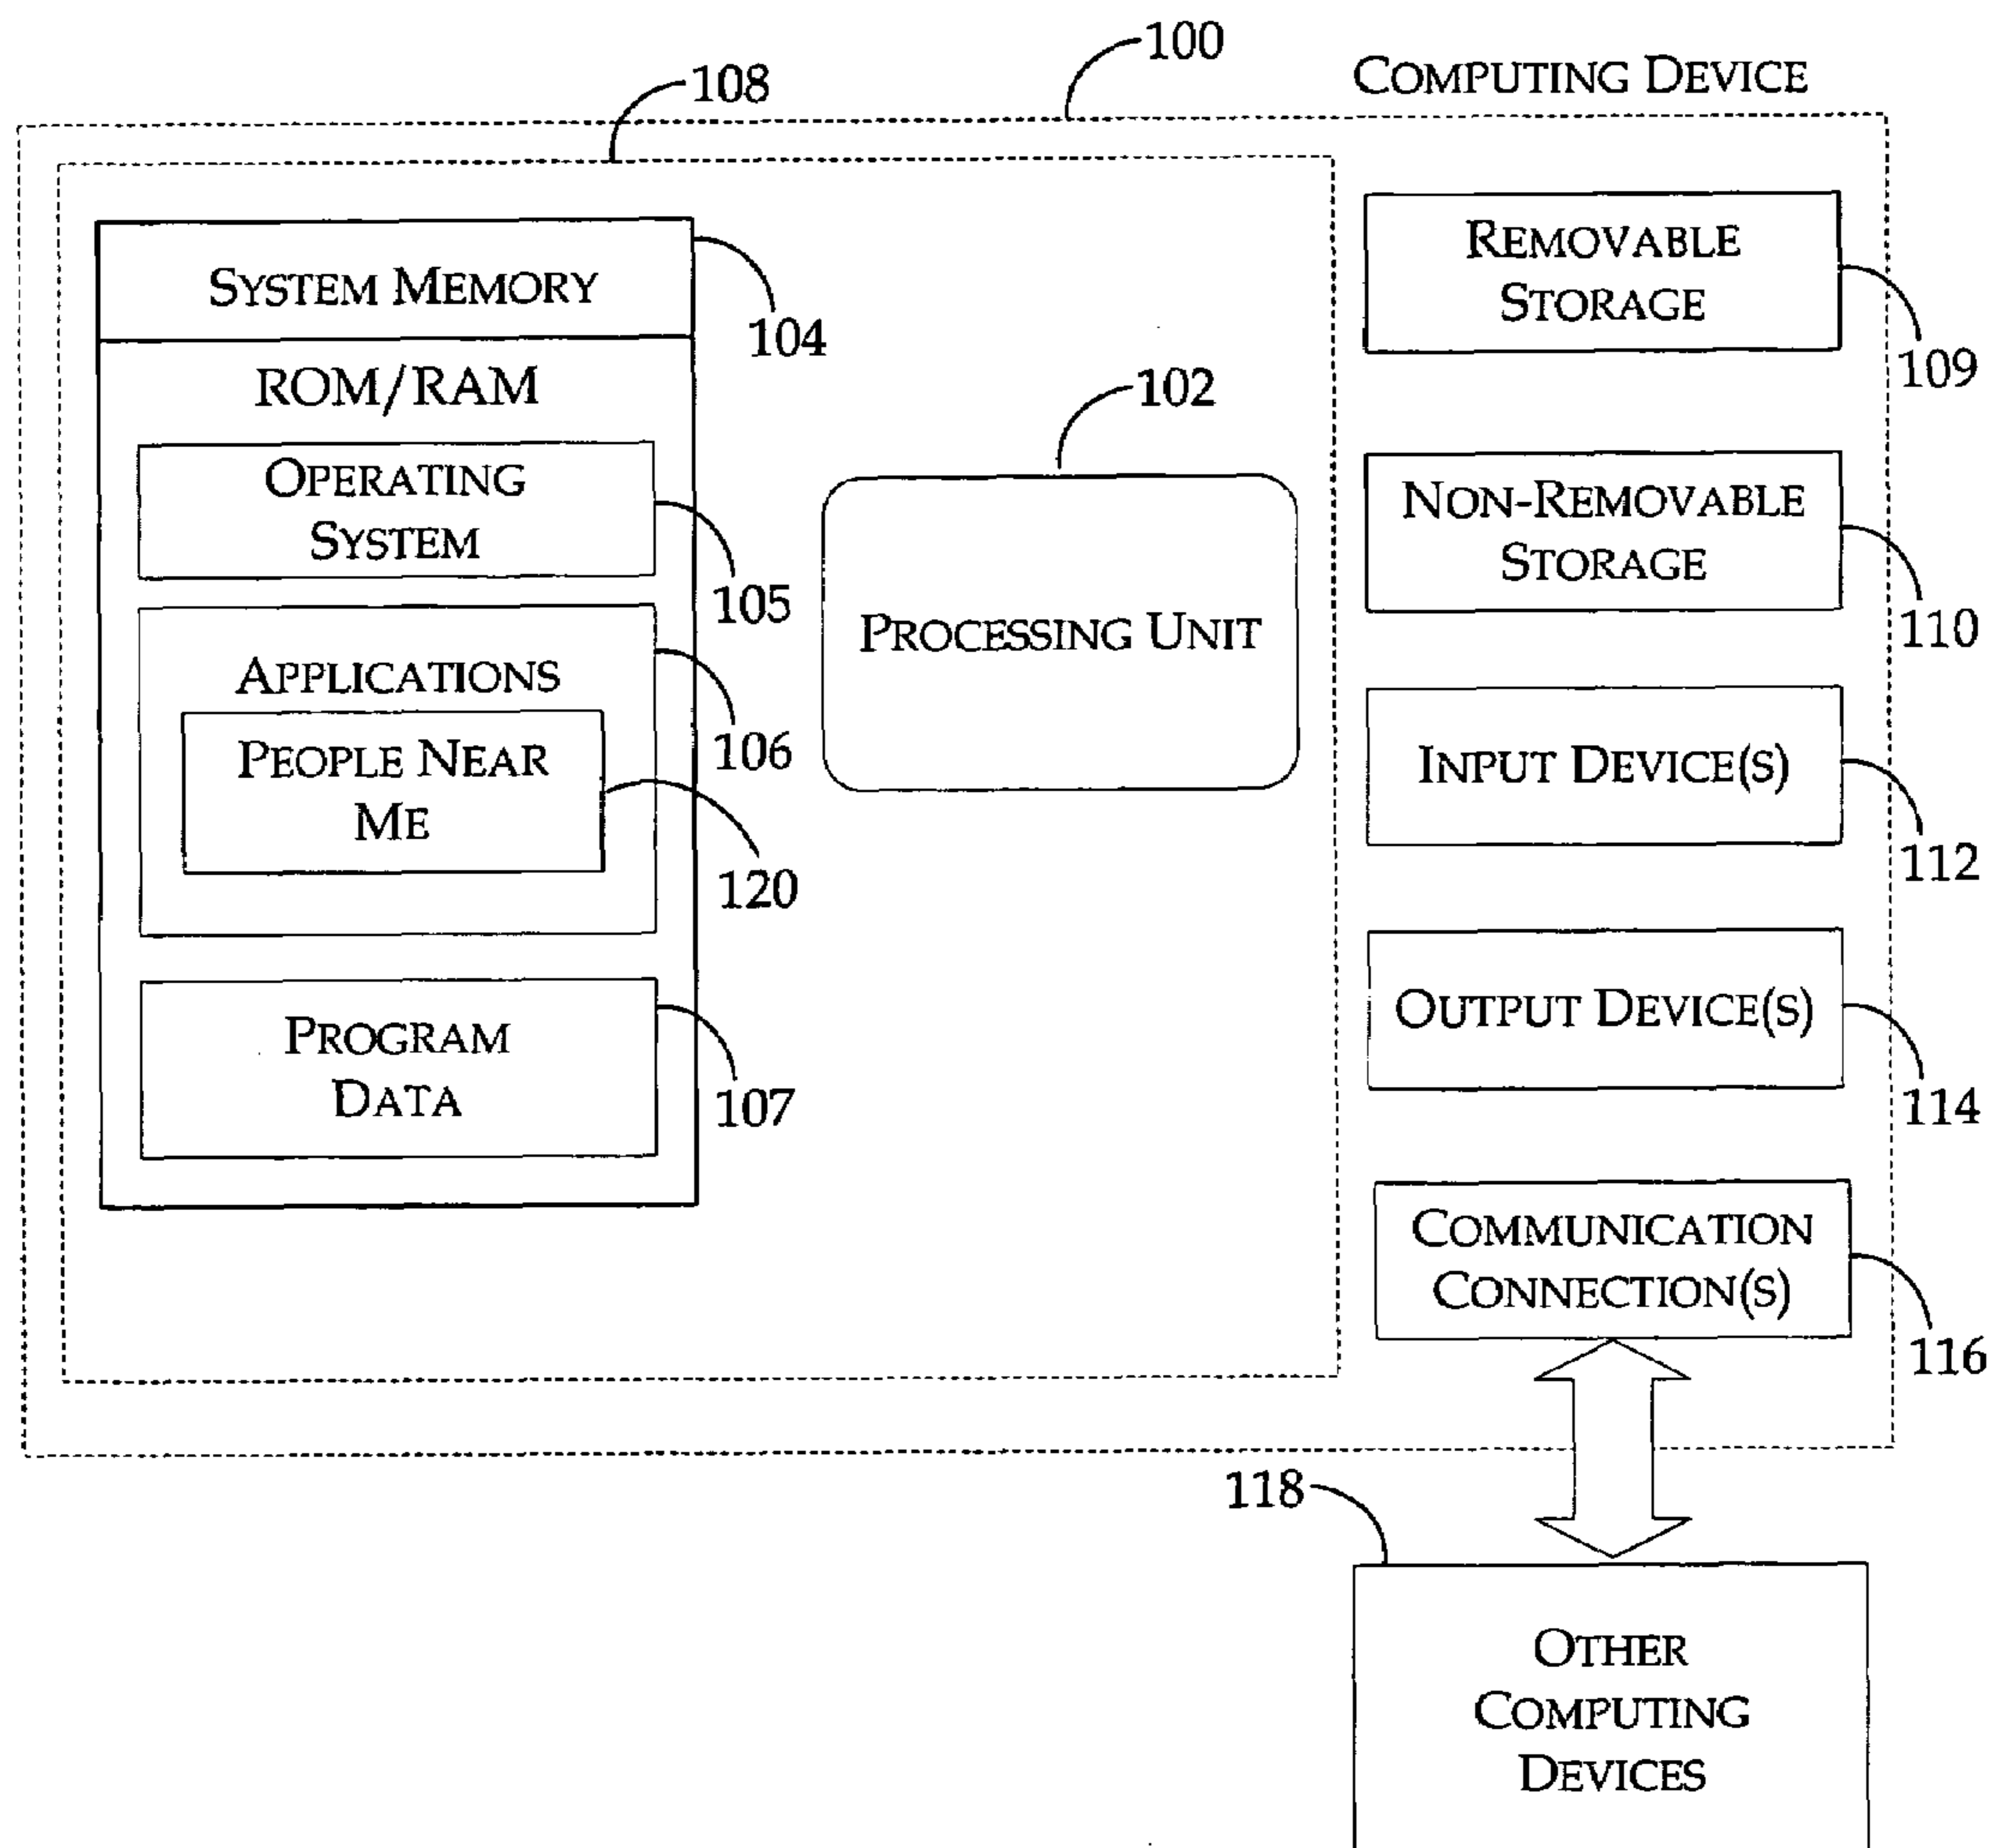 100
COMPUTING DEVICE
108
SYSTEM MEMORY
104
ROM/RAM
OPERATING
SYSTEM
105
APPLICATIONS
106
PEOPLE NEAR
ME
120
PROGRAM
DATA
107
102
PROCESSING UNIT
REMOVABLE
STORAGE
109
NON-REMOVABLE
STORAGE
110
INPUT DEVICE(S)
112
OUTPUT DEVICE(S)
114
COMMUNICATION
CONNECTION(S)
116
118
OTHER
COMPUTING
DEVICES